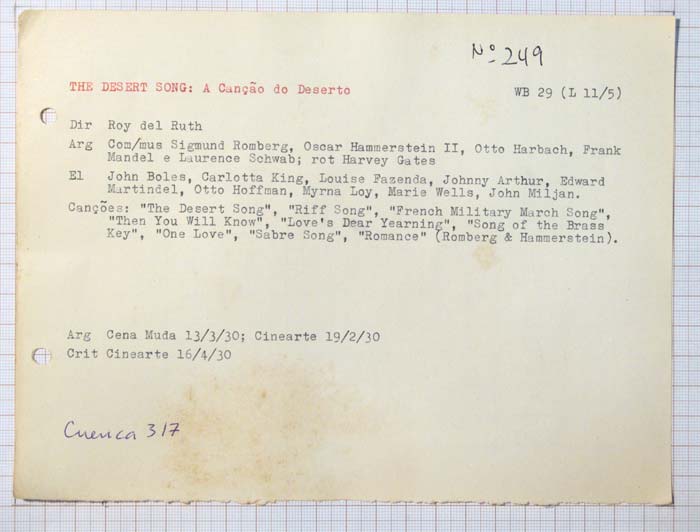 Nº 249
THE DESERT SONG: A Canção do Deserto WB 29 (L 11/5)
Dir Roy del Ruth
Arg Com/mus Sigmund Romberg, Oscar Hammerstein II, Otto Harbach, Frank
Mandel e Laurence Schwab; rot Harvey Gates
El John Boles, Carlotta King, Louise Fazenda, Johnny Arthur, Edward
Martindel, Otto Hoffman, Myrna Loy, Marie Wells, John Miljan.
Canções: "The Desert Song", "Riff Song", "French Military March Song",
"Then You Will Know", "Love's Dear Yearning", "Song of the Brass
Key", "One Love", "Sabre Song", "Romance" (Romberg & Hammerstein).
Arg Cena Muda 13/3/30; Cinearte 19/2/30
Crit Cinearte 16/4/30
Cuenca 317